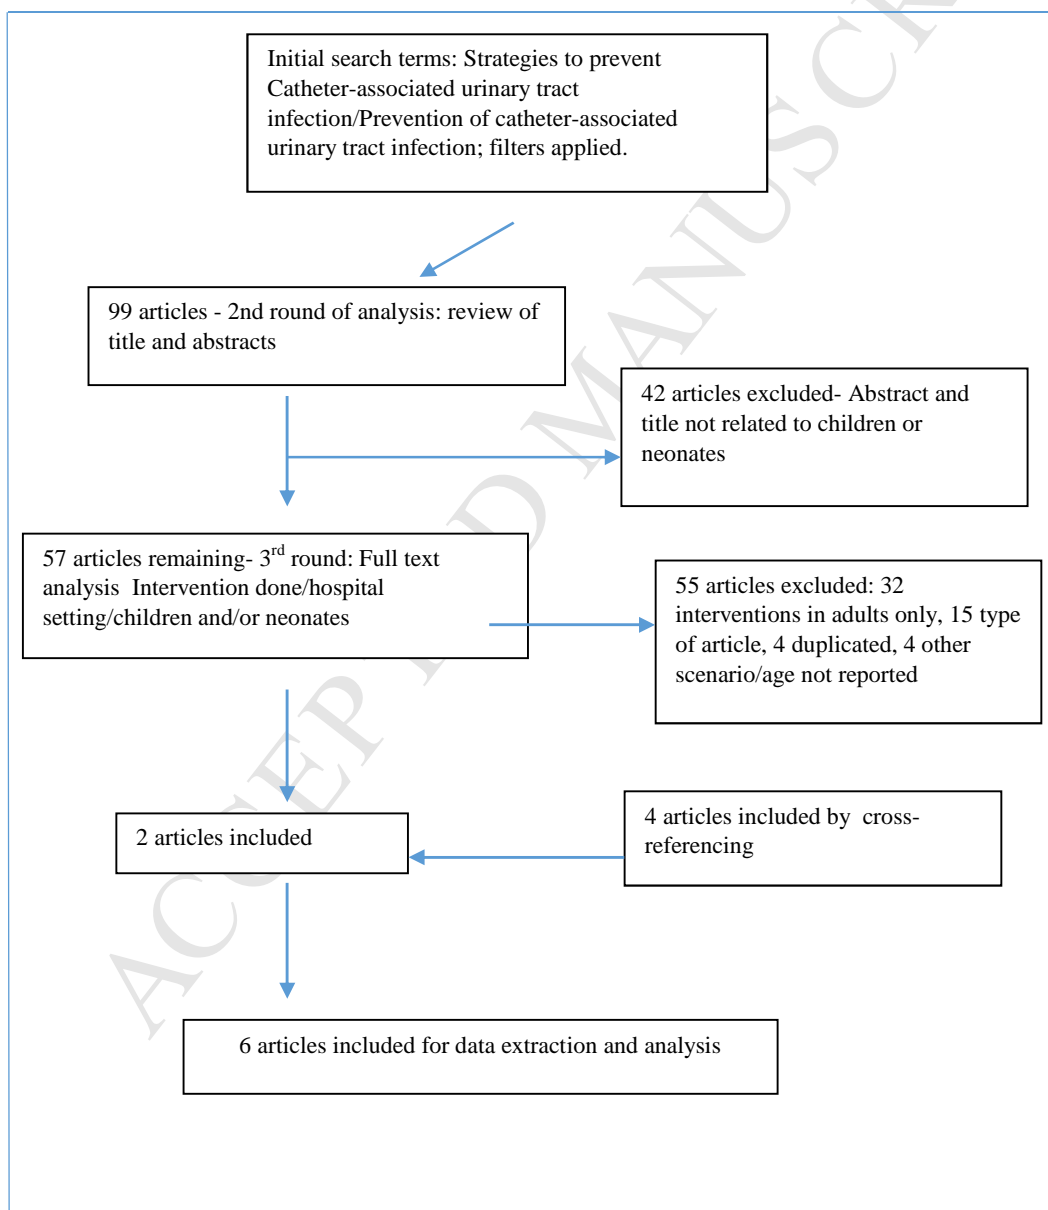 Initial search terms: Strategies to prevent
Catheter-associated urinary tract
infection/Prevention of catheter-associated
urinary tract infection; filters applied.
99 articles - 2nd round of analysis: review of
title and abstracts
42 articles excluded- Abstract and
title not related to children or
neonates
57 articles remaining- 3rd round: Full text
analysis  Intervention done/hospital
setting/children and/or neonates
55 articles excluded: 32
interventions in adults only, 15 type
of article, 4 duplicated, 4 other
scenario/age not reported
2 articles included
4 articles included by  cross-
referencing
6 articles included for data extraction and analysis